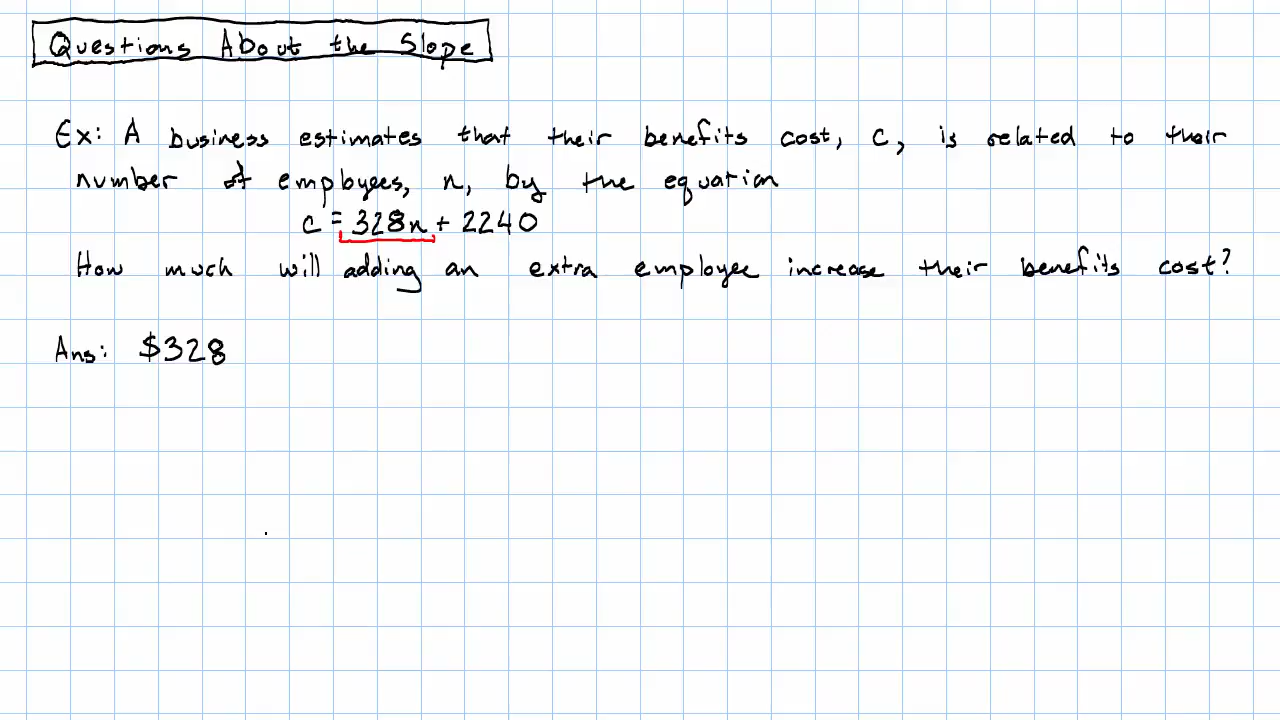 Questions About the Slope
Ex: A business estimates that their benefits cost, c, is related to their
number of employees, n, by the equation
c = 328n + 2240
How much will adding an extra employee increase their benefits cost?
Ans: $328